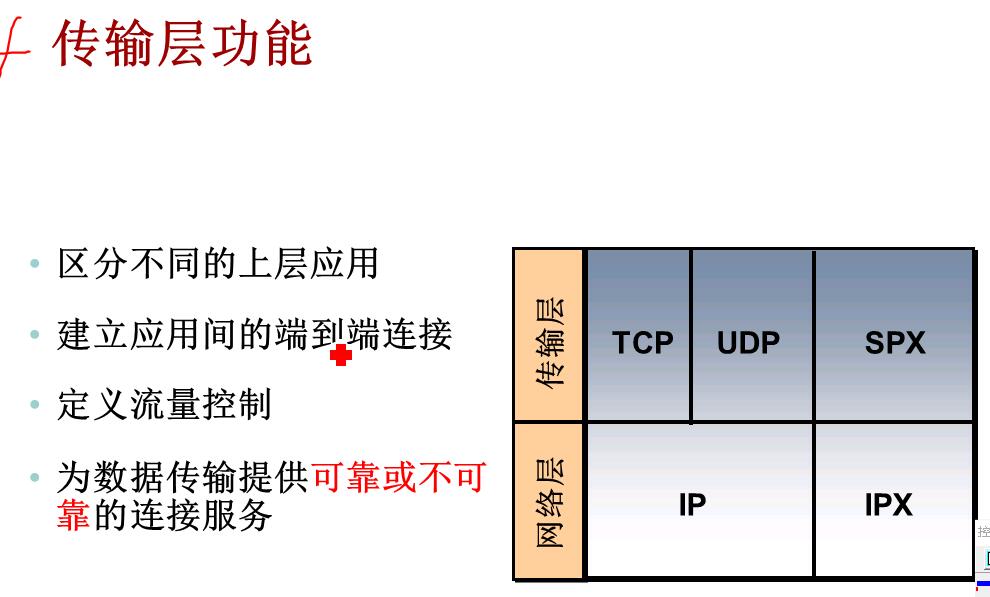 传输层功能
区分不同的上层应用
建立应用间的端到端连接
定义流量控制
为数据传输提供可靠或不可
靠的连接服务
传输层
TCP UDP SPX
网络层
IP IPX
控